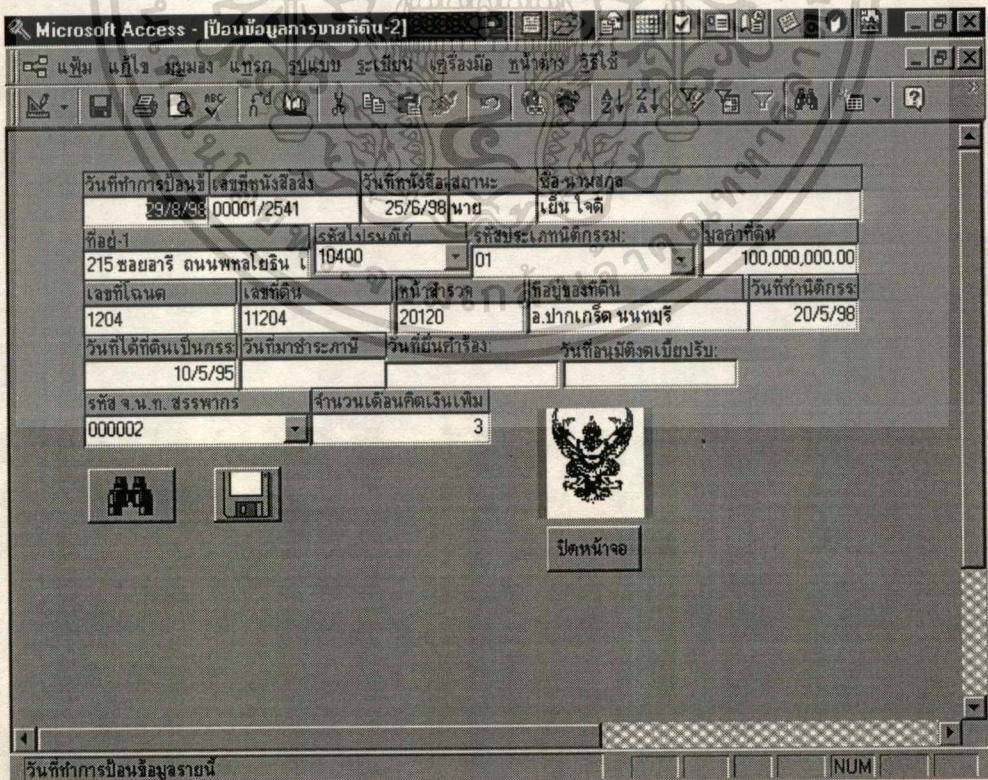 Microsoft Access - [ป้อนข้อมูลการขายที่ดิน-2]
แฟ้ม แก้ไข มุมมอง แทรก รูปแบบ ระเบียน เครื่องมือ หน้าต่าง วิธีใช้
วันที่ทำการป้อนข้ เลขที่หนังสือส่ง วันที่หนังสือ สถานะ ชื่อ-นามสกุล
29/8/98 00001/2541 25/6/98 นาย เย็น ใจดี
ที่อยู่-1 รหัสไปรษณีย์ รหัสประเภทนิติกรรม: มูลค่าที่ดิน
215 ซอยอารี ถนนพหลโยธิน เ 10400 01 100,000,000.00
เลขที่โฉนด เลขที่ดิน หน้าสำรวจ ที่อยู่ของที่ดิน วันที่ทำนิติกรร
1204 11204 20120 อ.ปากเกร็ด นนทบุรี 20/5/98
วันที่ได้ที่ดินเป็นกรร วันที่มาชำระภาษี วันที่ยื่นคำร้อง: วันที่อนุมัติงดเบี้ยปรับ:
10/5/95
รหัส จ.น.ท. สรรพากร จำนวนเดือนคิดเงินเพิ่ม
000002 3
ปิดหน้าจอ
วันที่ทำการป้อนข้อมูลรายนี้ NUM